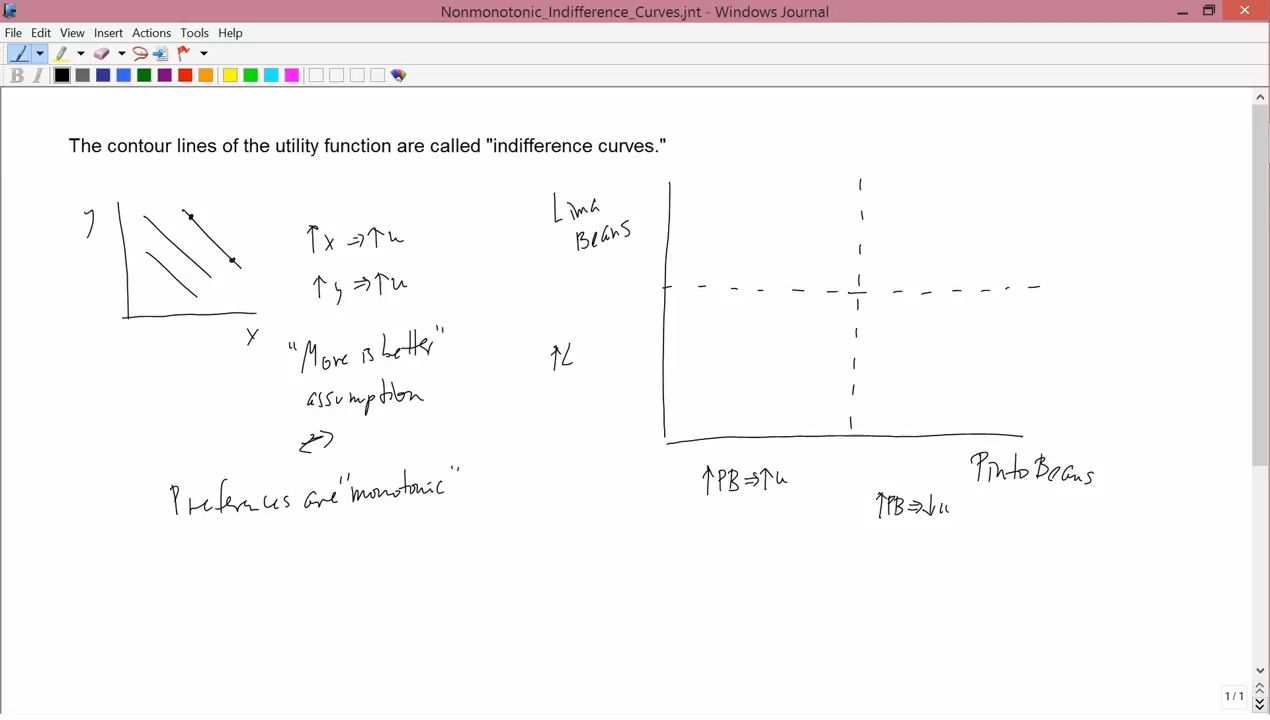 Nonmonotonic_Indifference_Curves.jnt - Windows Journal
File Edit View Insert Actions Tools Help
B I
The contour lines of the utility function are called "indifference curves."
y
x
↑x ⇒ ↑u
↑y ⇒ ↑u
"More is better"
assumption
⇔
Preferences are "monotonic"
Lima
Beans
↑L
↑PB ⇒ ↑u
↑PB ⇒ ↓u
Pinto Beans
1 / 1